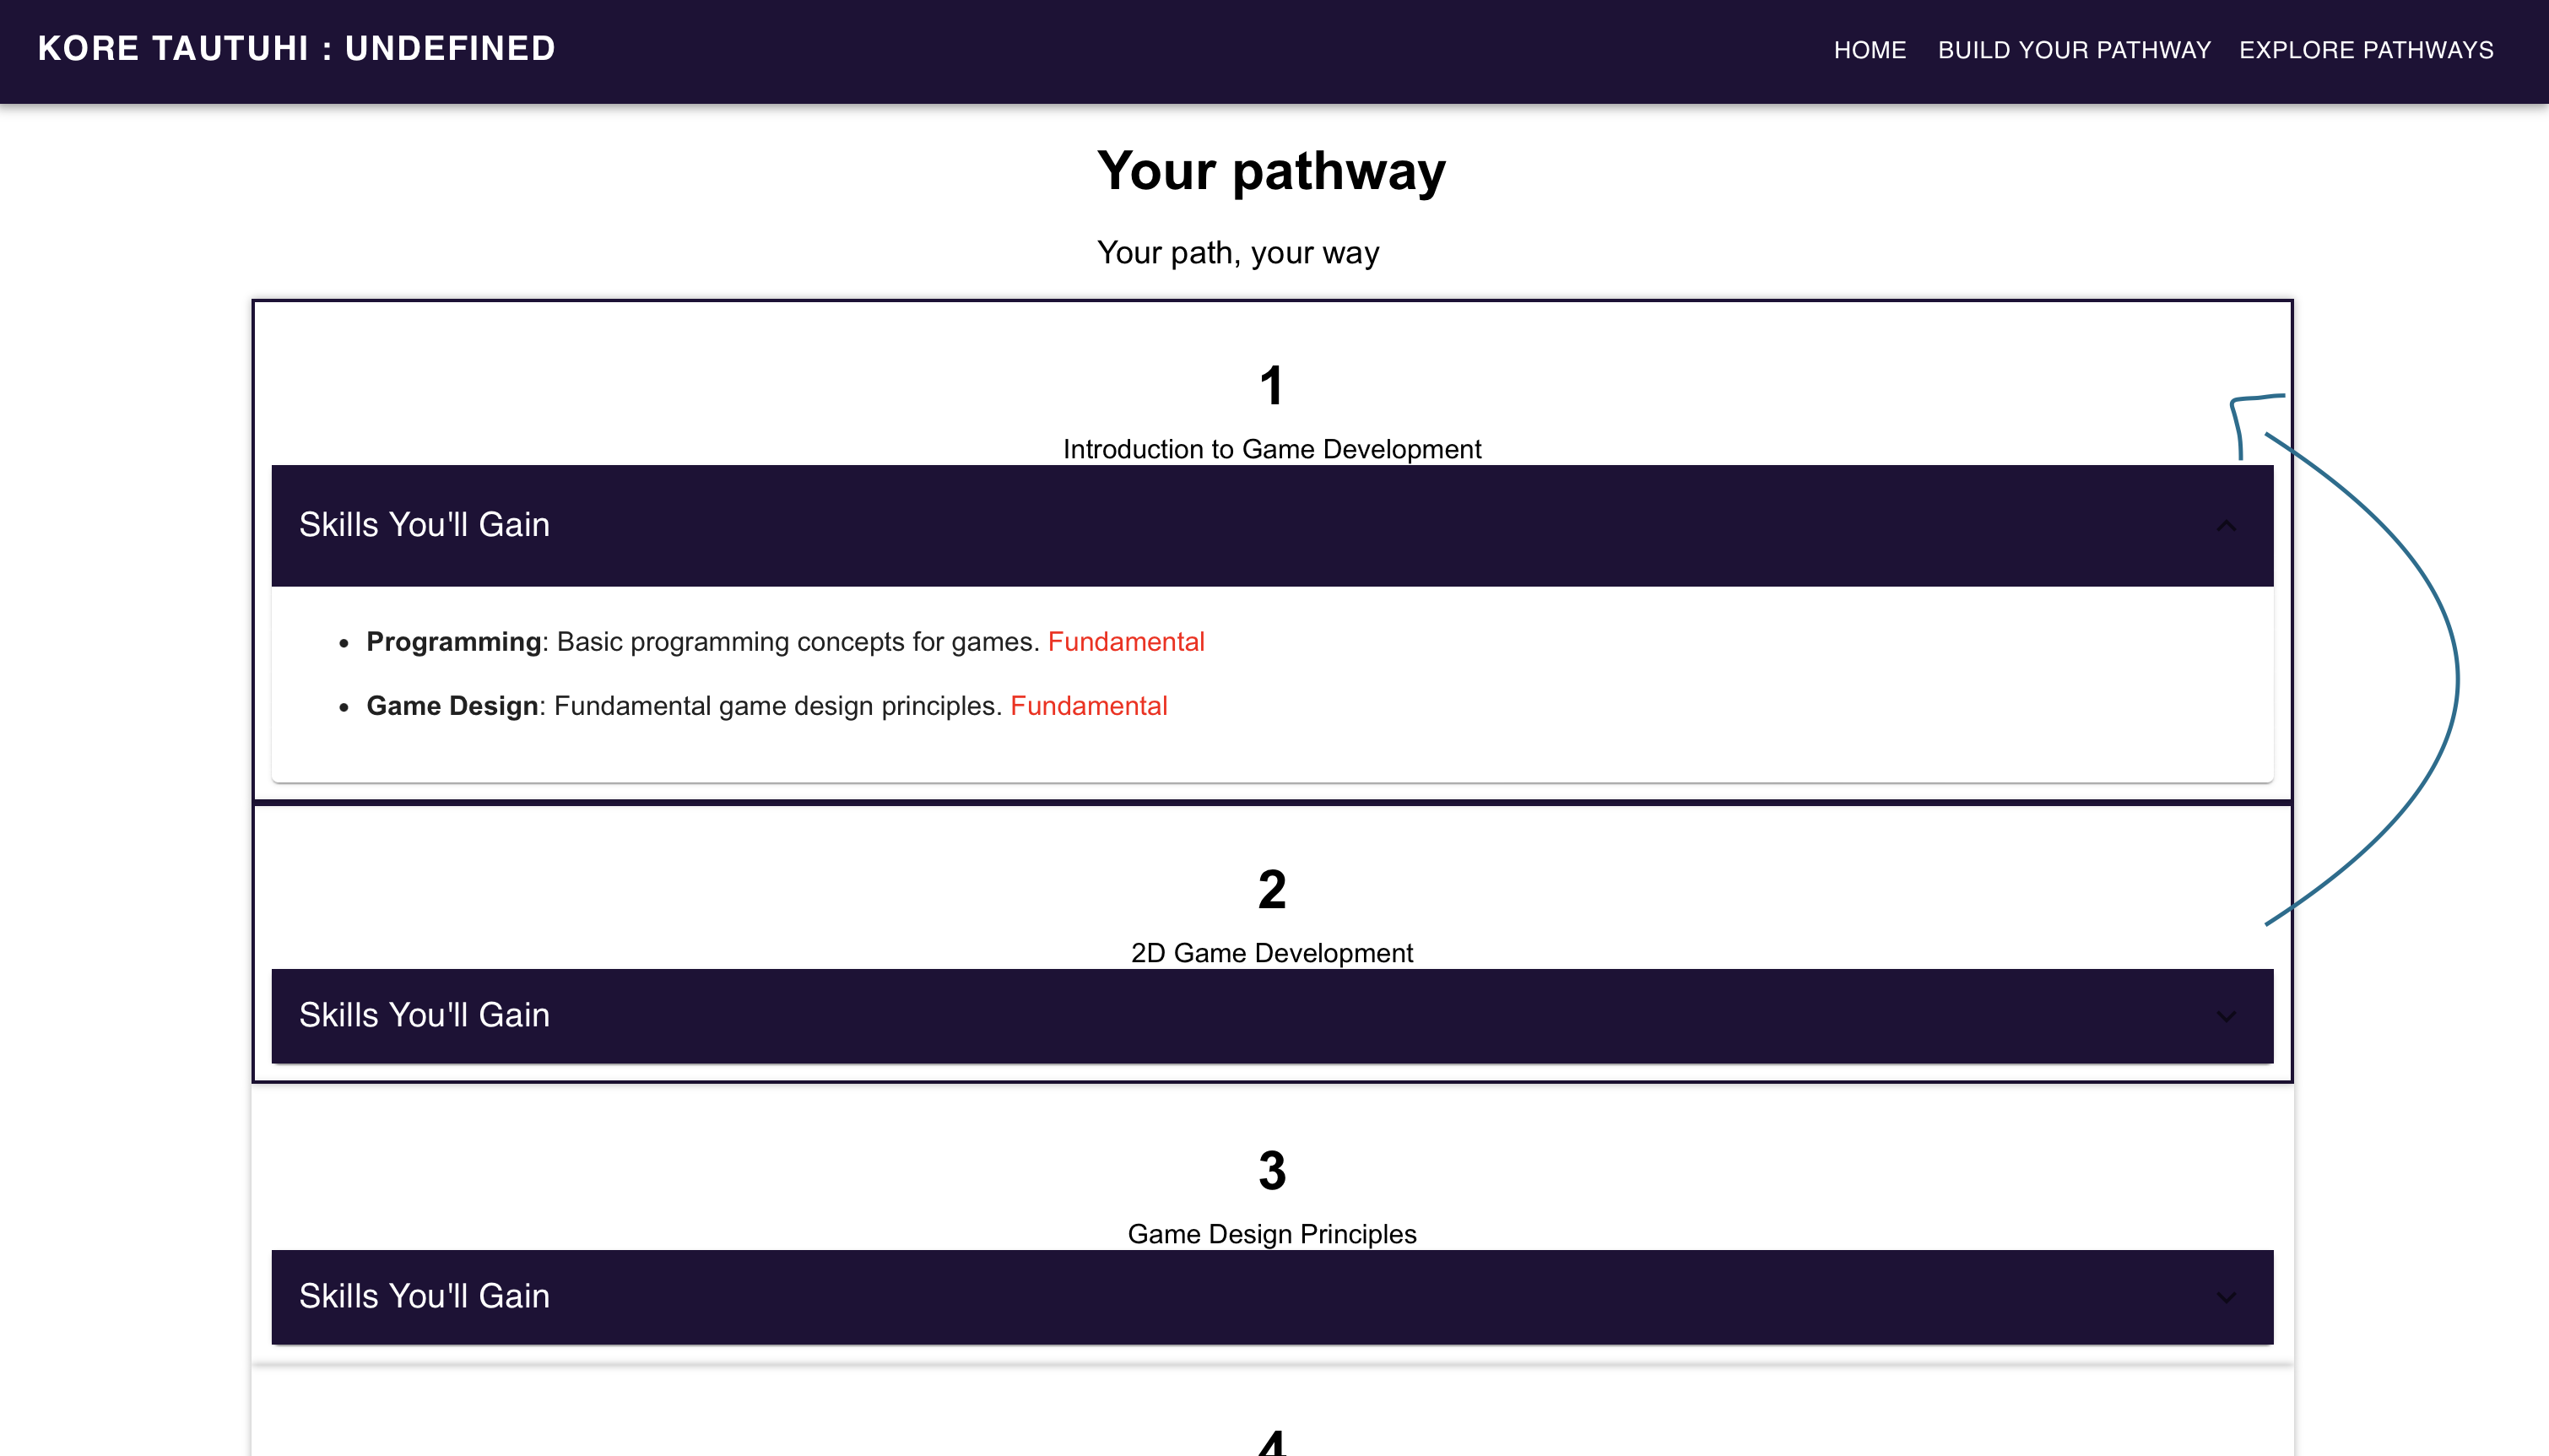 KORE TAUTUHI : UNDEFINED
HOME BUILD YOUR PATHWAY EXPLORE PATHWAYS
Your pathway
Your path, your way
1
Introduction to Game Development
Skills You'll Gain
• Programming: Basic programming concepts for games. Fundamental
• Game Design: Fundamental game design principles. Fundamental
2
2D Game Development
Skills You'll Gain
3
Game Design Principles
Skills You'll Gain
4